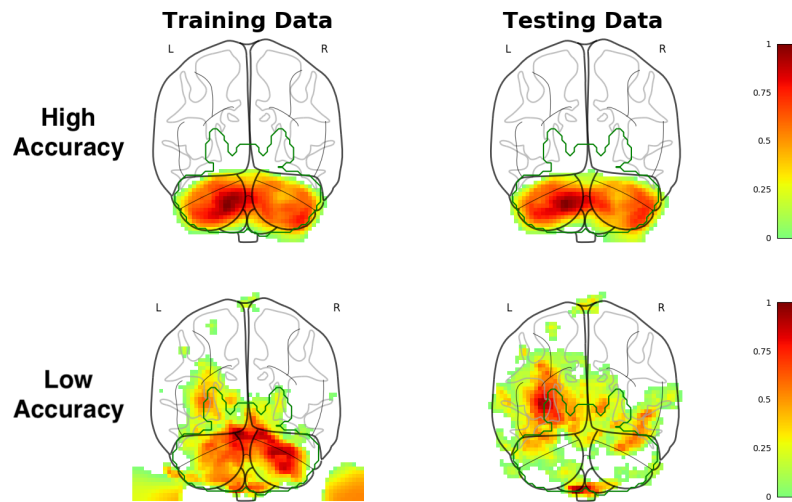 Training Data
Testing Data
L
R
L
R
High
Accuracy
1
0.75
0.5
0.25
0
L
R
L
R
Low
Accuracy
1
0.75
0.5
0.25
0